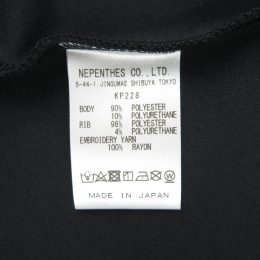 NEPENTHES CO., LTD.
5-44-1, JINGUMAE SHIBUYA TOKYO
KP228
BODY 90% POLYESTER
10% POLYURETHANE
RIB 96% POLYESTER
4% POLYURETHANE
EMBROIDERY YARN
100% RAYON
MADE IN JAPAN